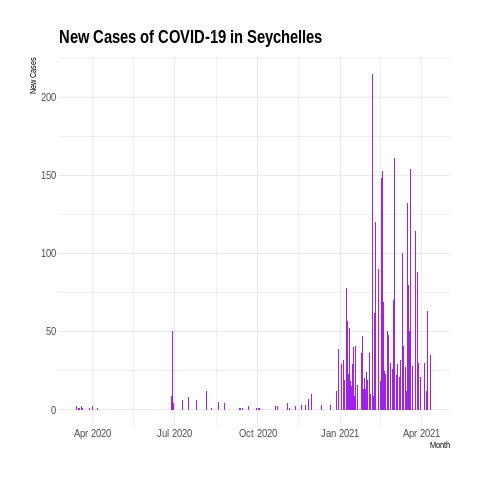 New Cases of COVID-19 in Seychelles
New Cases
200
150
100
50
0
Apr 2020 Jul 2020 Oct 2020 Jan 2021 Apr 2021
Month